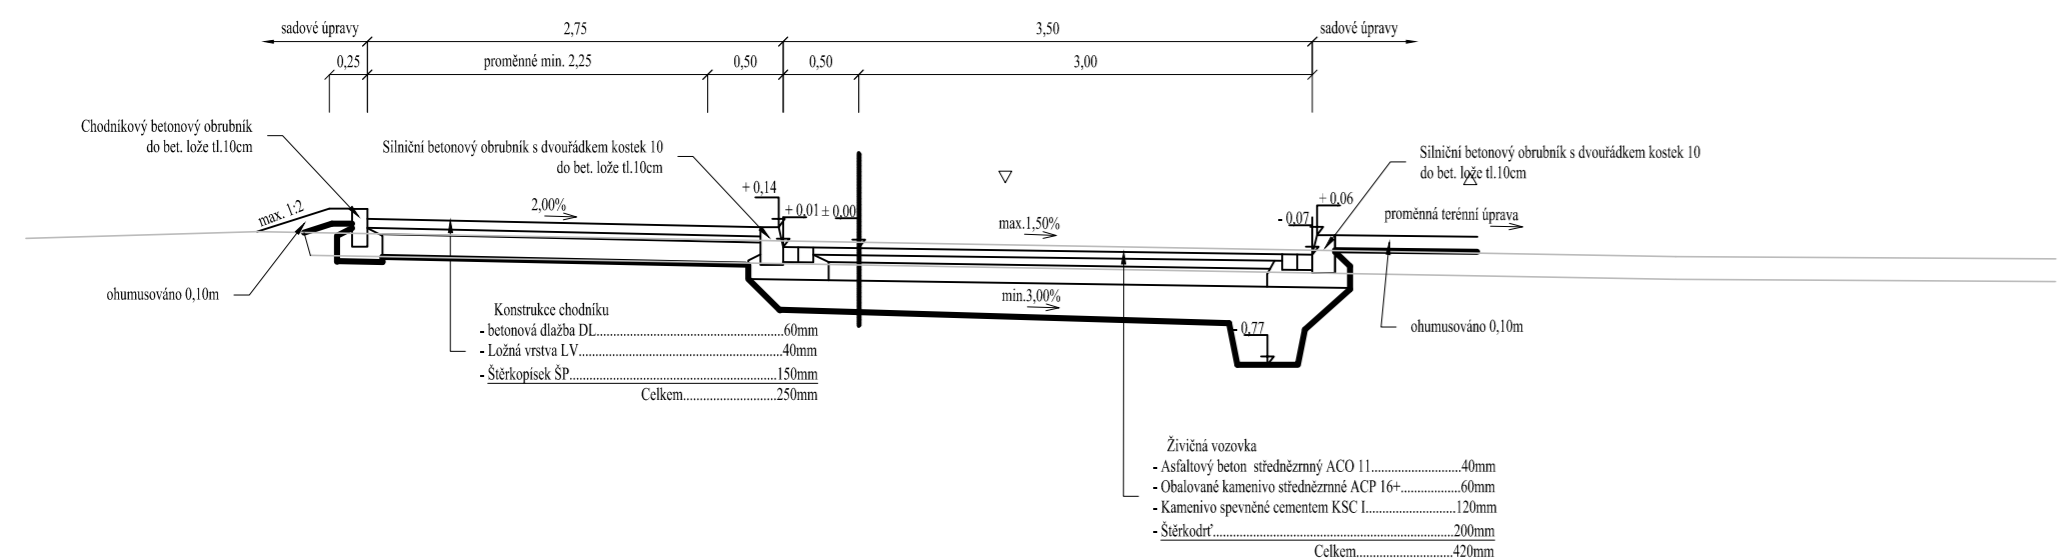 sadové úpravy
2,75
3,50
sadové úpravy
0,25
proměnné min. 2,25
0,50
0,50
3,00
Chodníkový betonový obrubník
do bet. lože tl.10cm
Silniční betonový obrubník s dvouřádkem kostek 10
do bet. lože tl.10cm
Silniční betonový obrubník s dvouřádkem kostek 10
do bet. lože tl.10cm
+ 0,14
+ 0,06
max. 1:2
2,00%
+ 0,01 ± 0,00
- 0,07
proměnná terénní úprava
max.1,50%
ohumusováno 0,10m
min.3,00%
- 0,77
ohumusováno 0,10m
Konstrukce chodníku
- betonová dlažba DL...............................................60mm
- Ložná vrstva LV.........................................................40mm
- Štěrkopísek ŠP.........................................................150mm
Celkem............................250mm
Živičná vozovka
- Asfaltový beton střednězrnný ACO 11...........................40mm
- Obalované kamenivo střednězrnné ACP 16+..................60mm
- Kamenivo spevněné cementem KSC I...........................120mm
- Štěrkodrť........................................................................200mm
Celkem.............................420mm